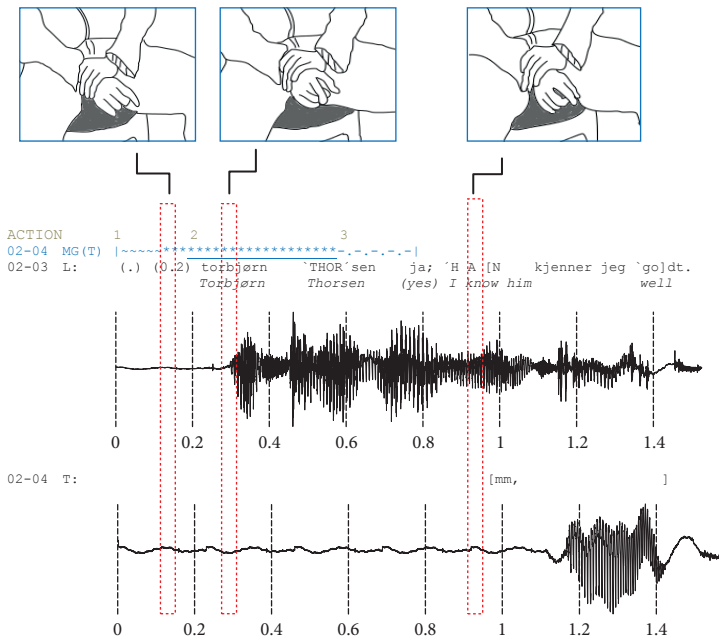 ACTION 1 2 3
02-04 MG(T) |~~~~~*********************-.-.-.-.-|
02-03 L: (.) (0.2) torbjørn `THOR´sen ja; ´H A [N kjenner jeg `go]dt.
Torbjørn Thorsen (yes) I know him well
0 0.2 0.4 0.6 0.8 1 1.2 1.4
02-04 T: [mm, ]
0 0.2 0.4 0.6 0.8 1 1.2 1.4